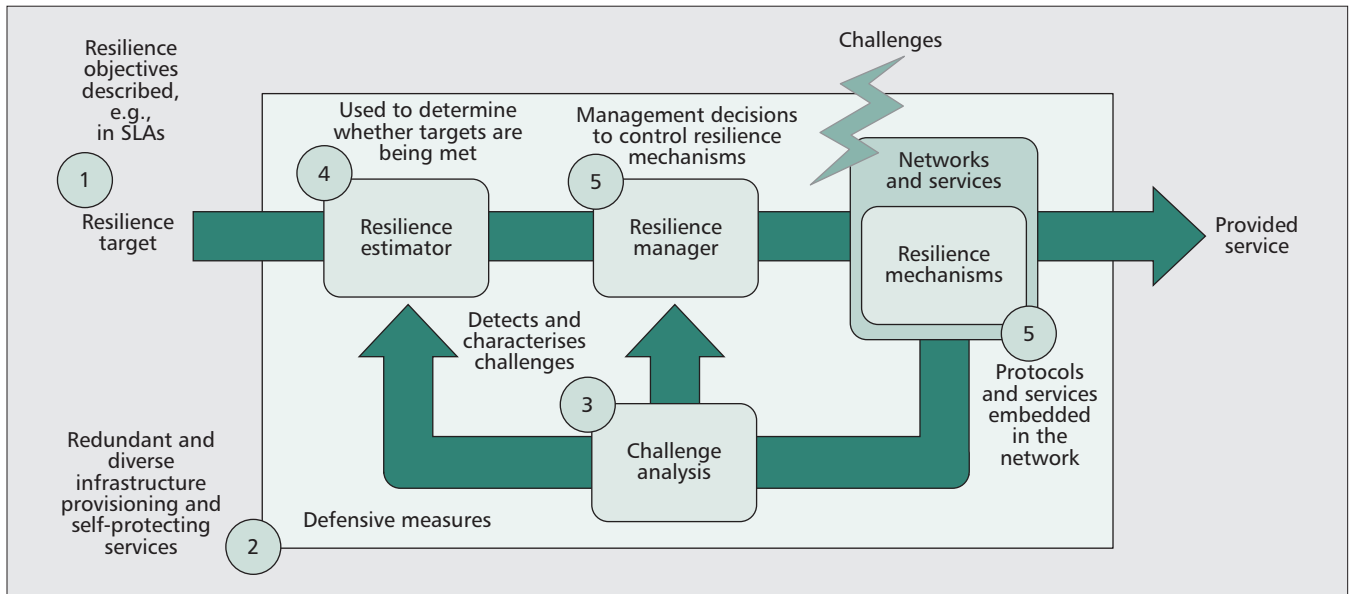 Resilience
objectives
described,
e.g.,
in SLAs
1
Resilience
target
Used to determine
whether targets are
being met
4
Resilience
estimator
Management decisions
to control resilience
mechanisms
5
Resilience
manager
Challenges
Networks
and services
Resilience
mechanisms
5
Protocols
and services
embedded
in the
network
Provided
service
Detects and
characterises
challenges
3
Challenge
analysis
Redundant and
diverse
infrastructure
provisioning and
self-protecting
services
2
Defensive measures